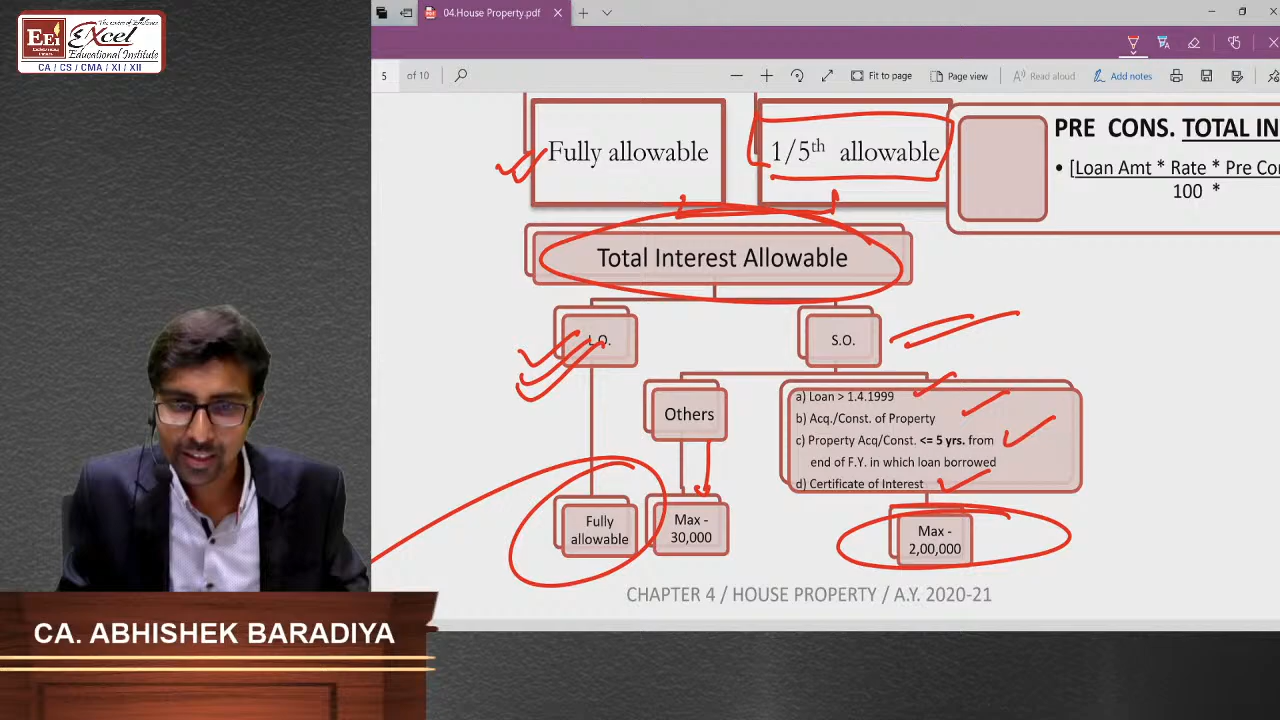 The centre of Excellence
EEi
Excel
Educational Institute
CA / CS / CMA / XI / XII
04.House Property.pdf
5 of 10
Fit to page
Page view
Read aloud
Add notes
Fully allowable
1/5th allowable
PRE CONS. TOTAL IN
• [Loan Amt * Rate * Pre Con
100 *
Total Interest Allowable
L.O.
S.O.
Others
a) Loan > 1.4.1999
b) Acq./Const. of Property
c) Property Acq/Const. <= 5 yrs. from
end of F.Y. in which loan borrowed
d) Certificate of Interest
Fully
allowable
Max -
30,000
Max -
2,00,000
CHAPTER 4 / HOUSE PROPERTY / A.Y. 2020-21
CA. ABHISHEK BARADIYA